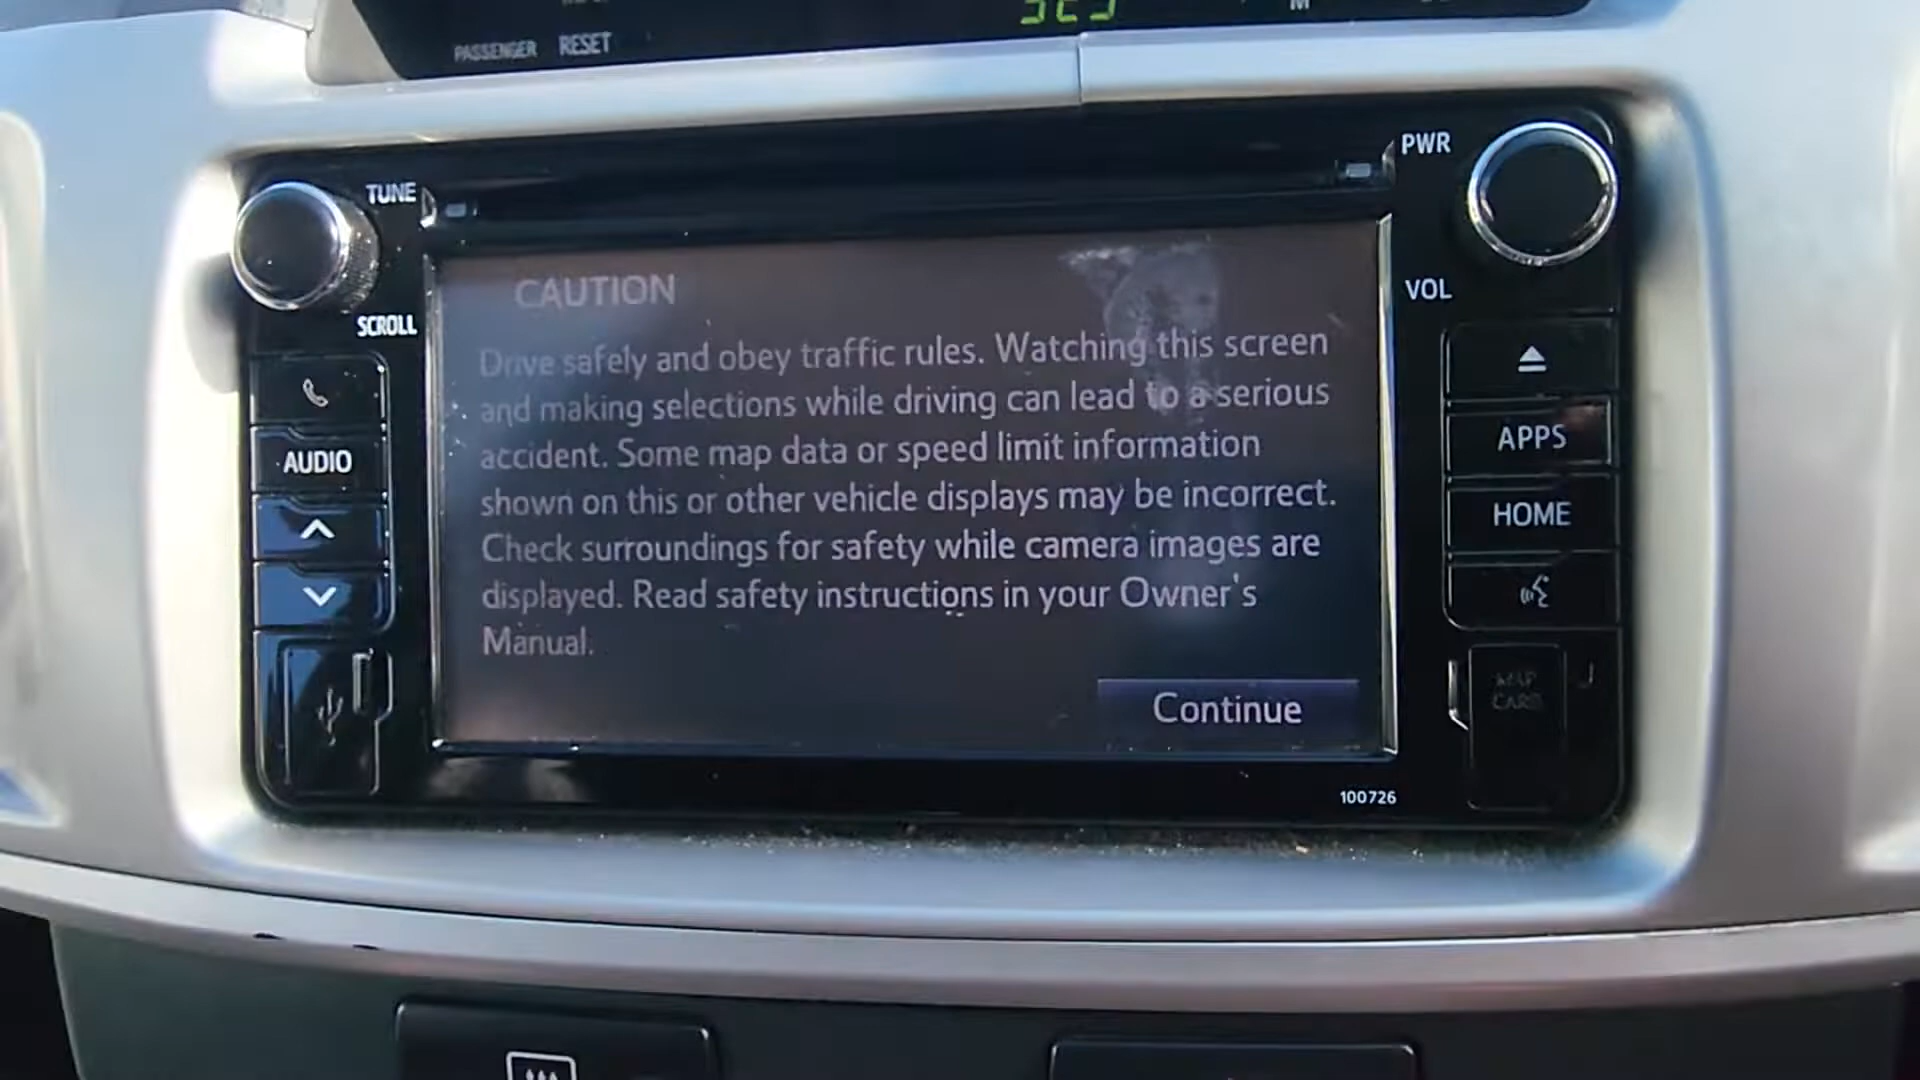 PASSENGER RESET
TUNE
SCROLL
AUDIO
CAUTION
Drive safely and obey traffic rules. Watching this screen
and making selections while driving can lead to a serious
accident. Some map data or speed limit information
shown on this or other vehicle displays may be incorrect.
Check surroundings for safety while camera images are
displayed. Read safety instructions in your Owner's
Manual.
Continue
100726
PWR
VOL
APPS
HOME
MAP
CARD